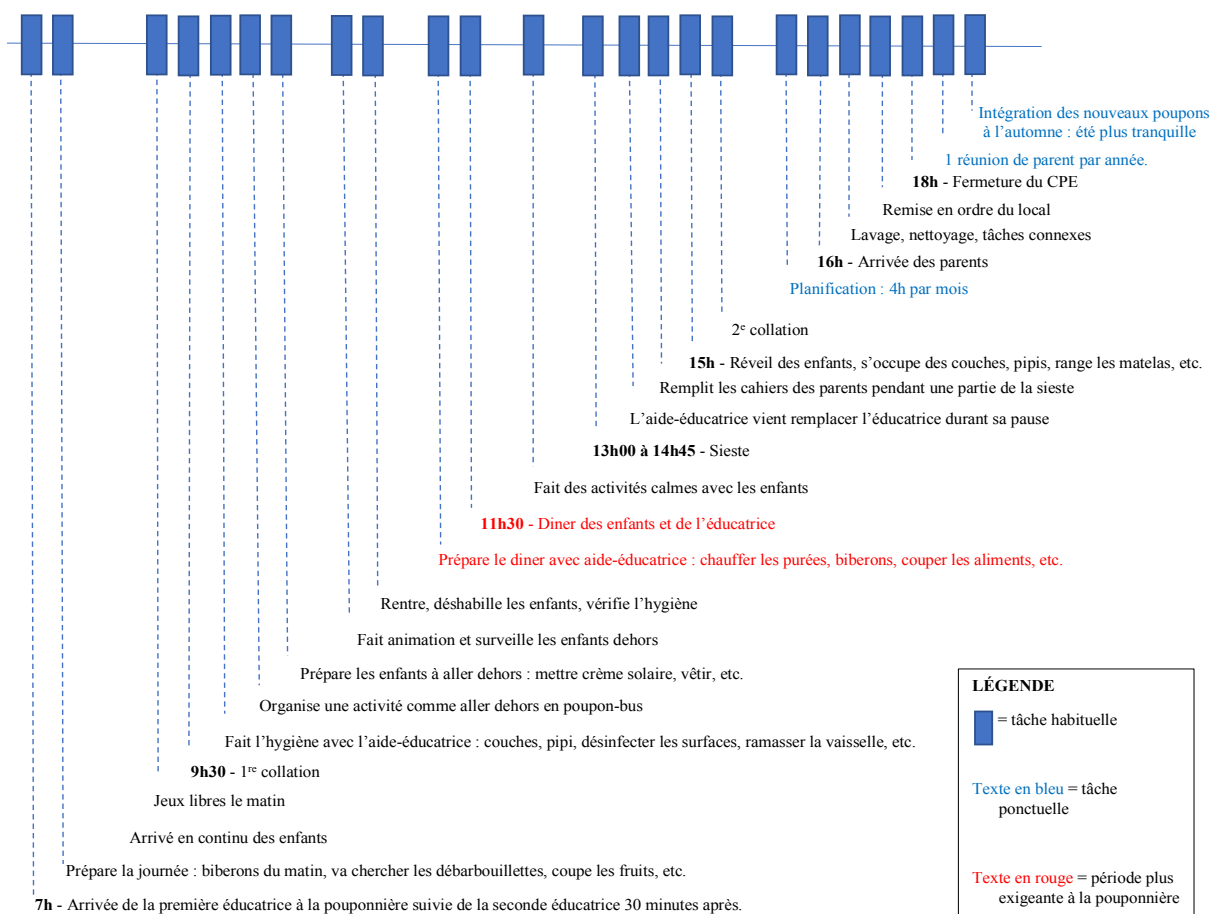 Intégration des nouveaux poupons
à l’automne : été plus tranquille
1 réunion de parent par année.
18h - Fermeture du CPE
Remise en ordre du local
Lavage, nettoyage, tâches connexes
16h - Arrivée des parents
Planification : 4h par mois
2e collation
15h - Réveil des enfants, s’occupe des couches, pipis, range les matelas, etc.
Remplit les cahiers des parents pendant une partie de la sieste
L’aide-éducatrice vient remplacer l’éducatrice durant sa pause
13h00 à 14h45 - Sieste
Fait des activités calmes avec les enfants
11h30 - Diner des enfants et de l’éducatrice
Prépare le diner avec aide-éducatrice : chauffer les purées, biberons, couper les aliments, etc.
Rentre, déshabille les enfants, vérifie l’hygiène
Fait animation et surveille les enfants dehors
Prépare les enfants à aller dehors : mettre crème solaire, vêtir, etc.
Organise une activité comme aller dehors en poupon-bus
Fait l’hygiène avec l’aide-éducatrice : couches, pipi, désinfecter les surfaces, ramasser la vaisselle, etc.
9h30 - 1re collation
Jeux libres le matin
Arrivé en continu des enfants
Prépare la journée : biberons du matin, va chercher les débarbouillettes, coupe les fruits, etc.
7h - Arrivée de la première éducatrice à la pouponnière suivie de la seconde éducatrice 30 minutes après.
LÉGENDE
= tâche habituelle
Texte en bleu = tâche
ponctuelle
Texte en rouge = période plus
exigeante à la pouponnière